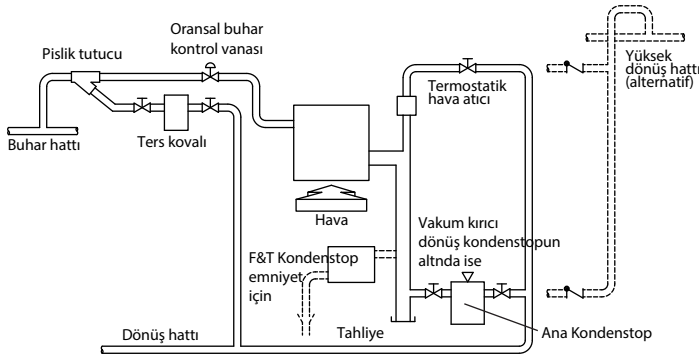 Oransal buhar
kontrol vanası
Pislik tutucu
Buhar hattı
Ters kovalı
Termostatik
hava atıcı
Yüksek
dönüş hattı
(alternatif)
Hava
Vakum kırıcı
dönüş kondenstopun
altnda ise
F&T Kondenstop
emniyet
için
Dönüş hattı
Tahliye
Ana Kondenstop